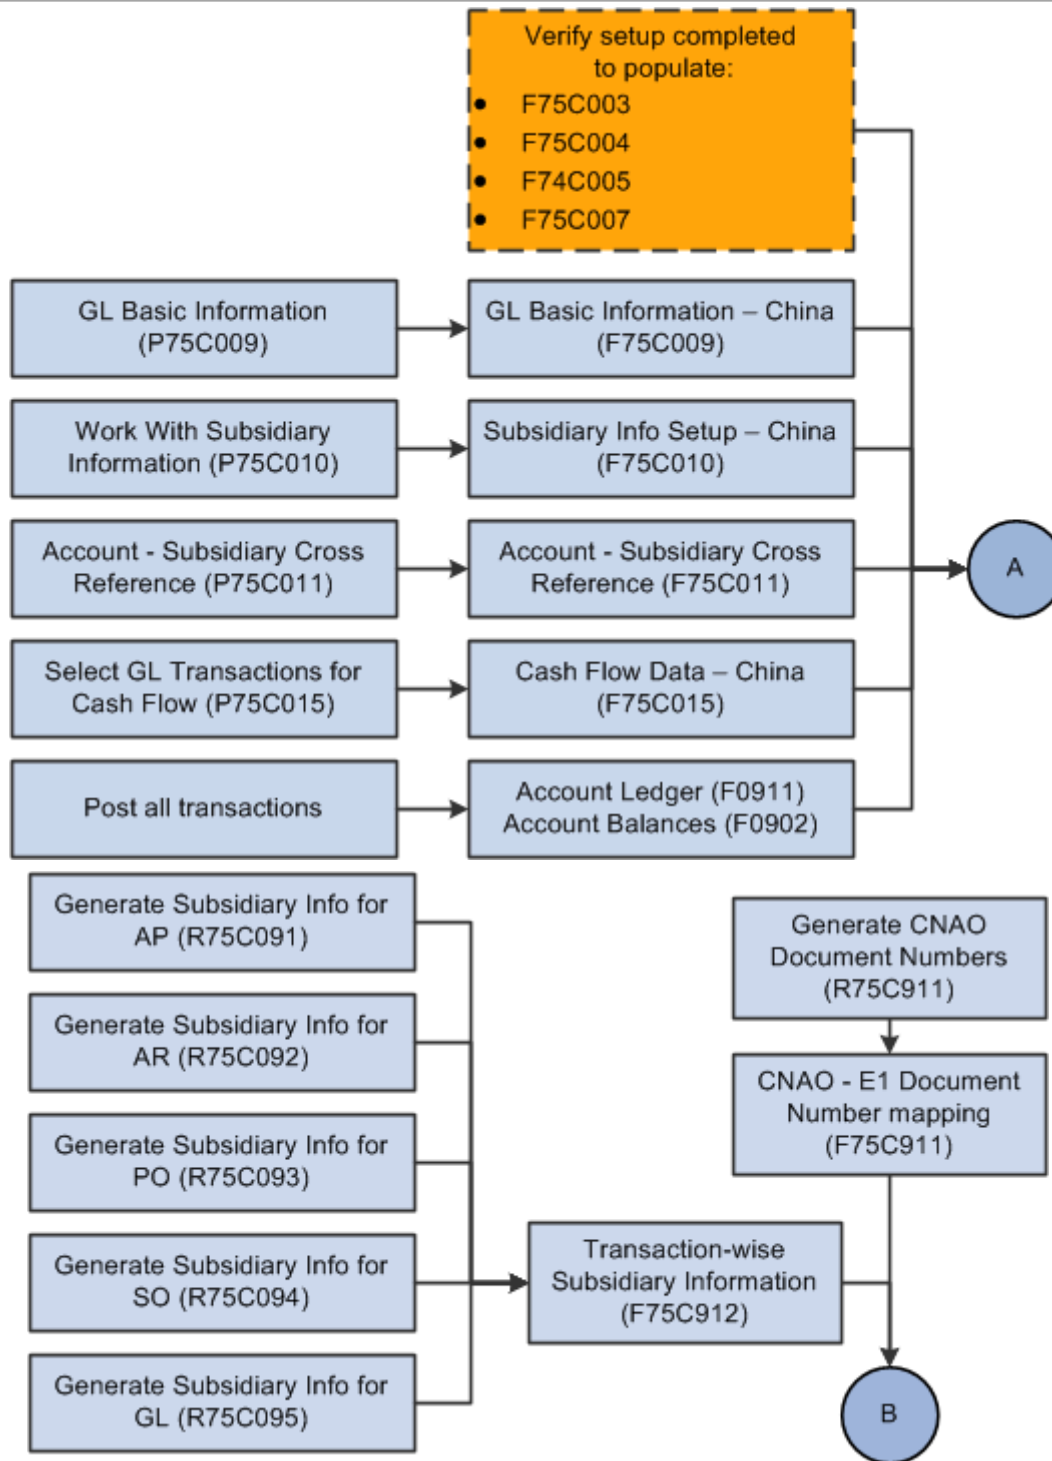 Verify setup completed
to populate:
• F75C003
• F75C004
• F74C005
• F75C007
GL Basic Information
(P75C009)
GL Basic Information – China
(F75C009)
Work With Subsidiary
Information (P75C010)
Subsidiary Info Setup – China
(F75C010)
Account - Subsidiary Cross
Reference (P75C011)
Account - Subsidiary Cross
Reference (F75C011)
A
Select GL Transactions for
Cash Flow (P75C015)
Cash Flow Data – China
(F75C015)
Post all transactions
Account Ledger (F0911)
Account Balances (F0902)
Generate Subsidiary Info for
AP (R75C091)
Generate Subsidiary Info for
AR (R75C092)
Generate Subsidiary Info for
PO (R75C093)
Generate Subsidiary Info for
SO (R75C094)
Generate Subsidiary Info for
GL (R75C095)
Transaction-wise
Subsidiary Information
(F75C912)
Generate CNAO
Document Numbers
(R75C911)
CNAO - E1 Document
Number mapping
(F75C911)
B